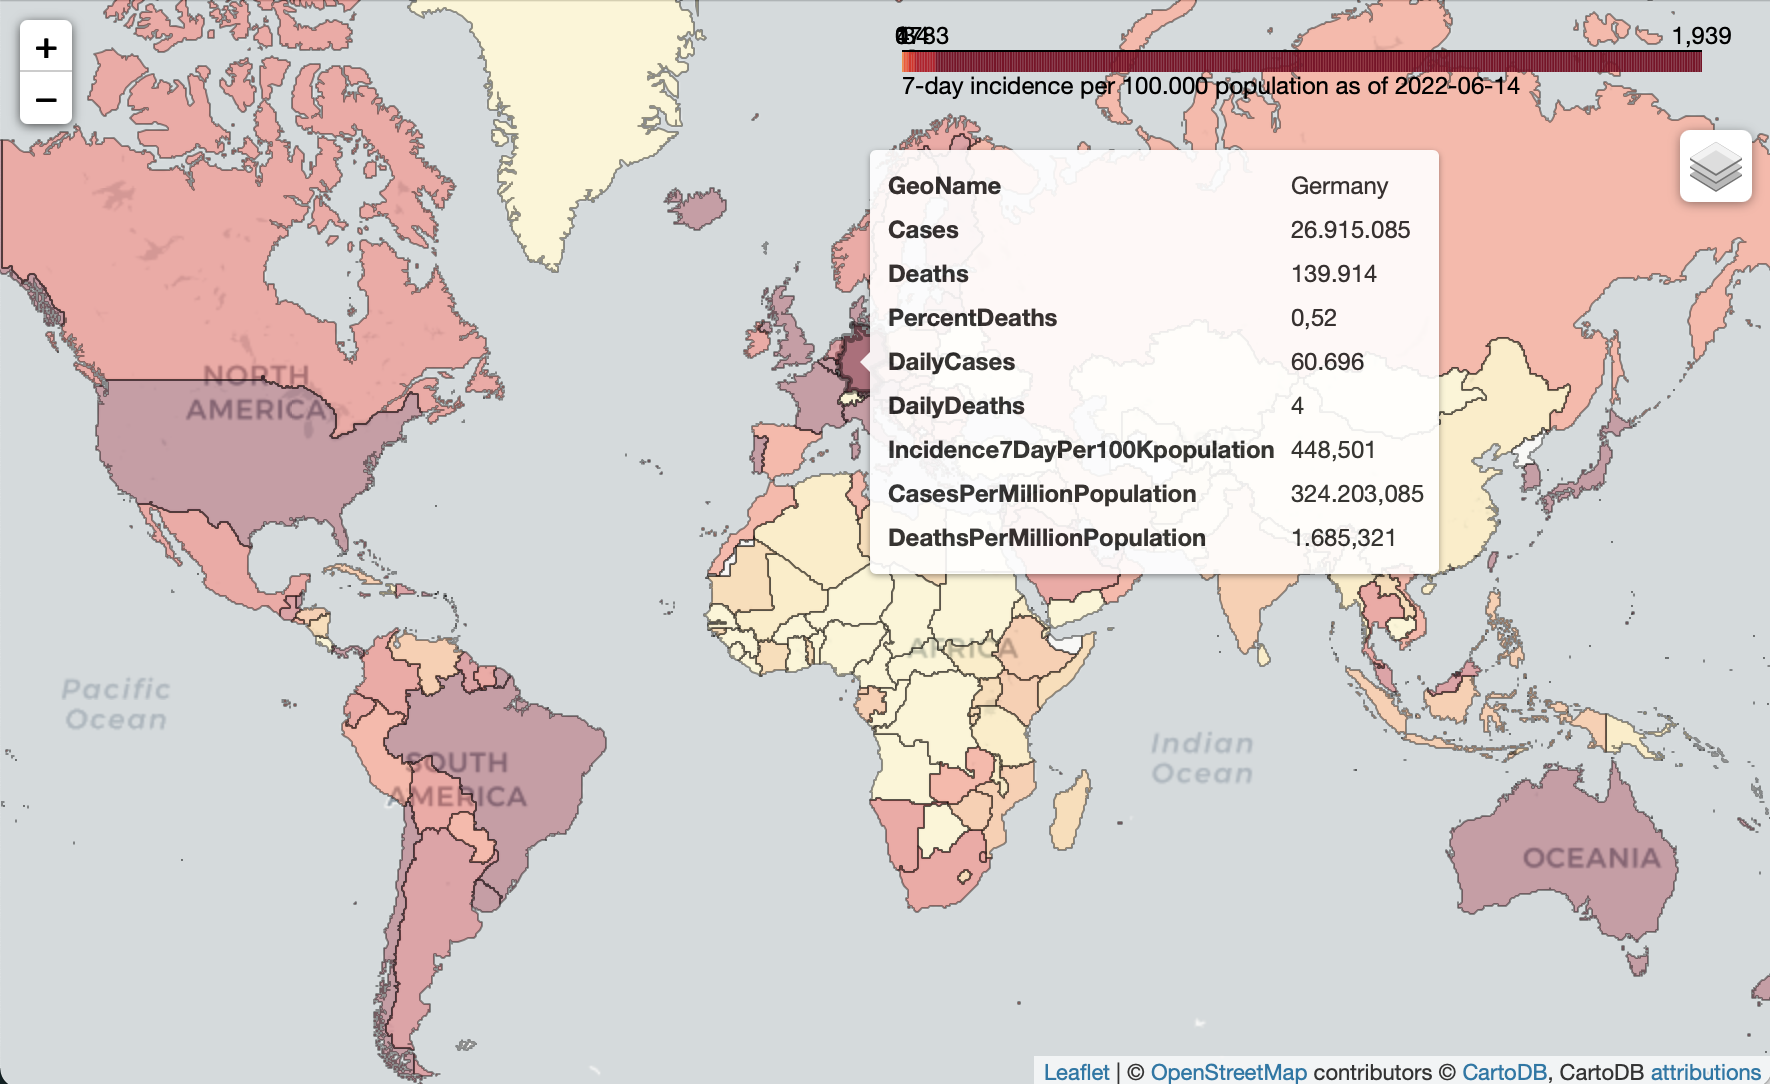 +
−
83
1,939
7-day incidence per 100.000 population as of 2022-06-14
GeoName Germany
Cases 26.915.085
Deaths 139.914
PercentDeaths 0,52
DailyCases 60.696
DailyDeaths 4
Incidence7DayPer100Kpopulation 448,501
CasesPerMillionPopulation 324.203,085
DeathsPerMillionPopulation 1.685,321
NORTH
AMERICA
AFRICA
Pacific
Ocean
SOUTH
AMERICA
Indian
Ocean
OCEANIA
Leaflet | © OpenStreetMap contributors © CartoDB, CartoDB attributions